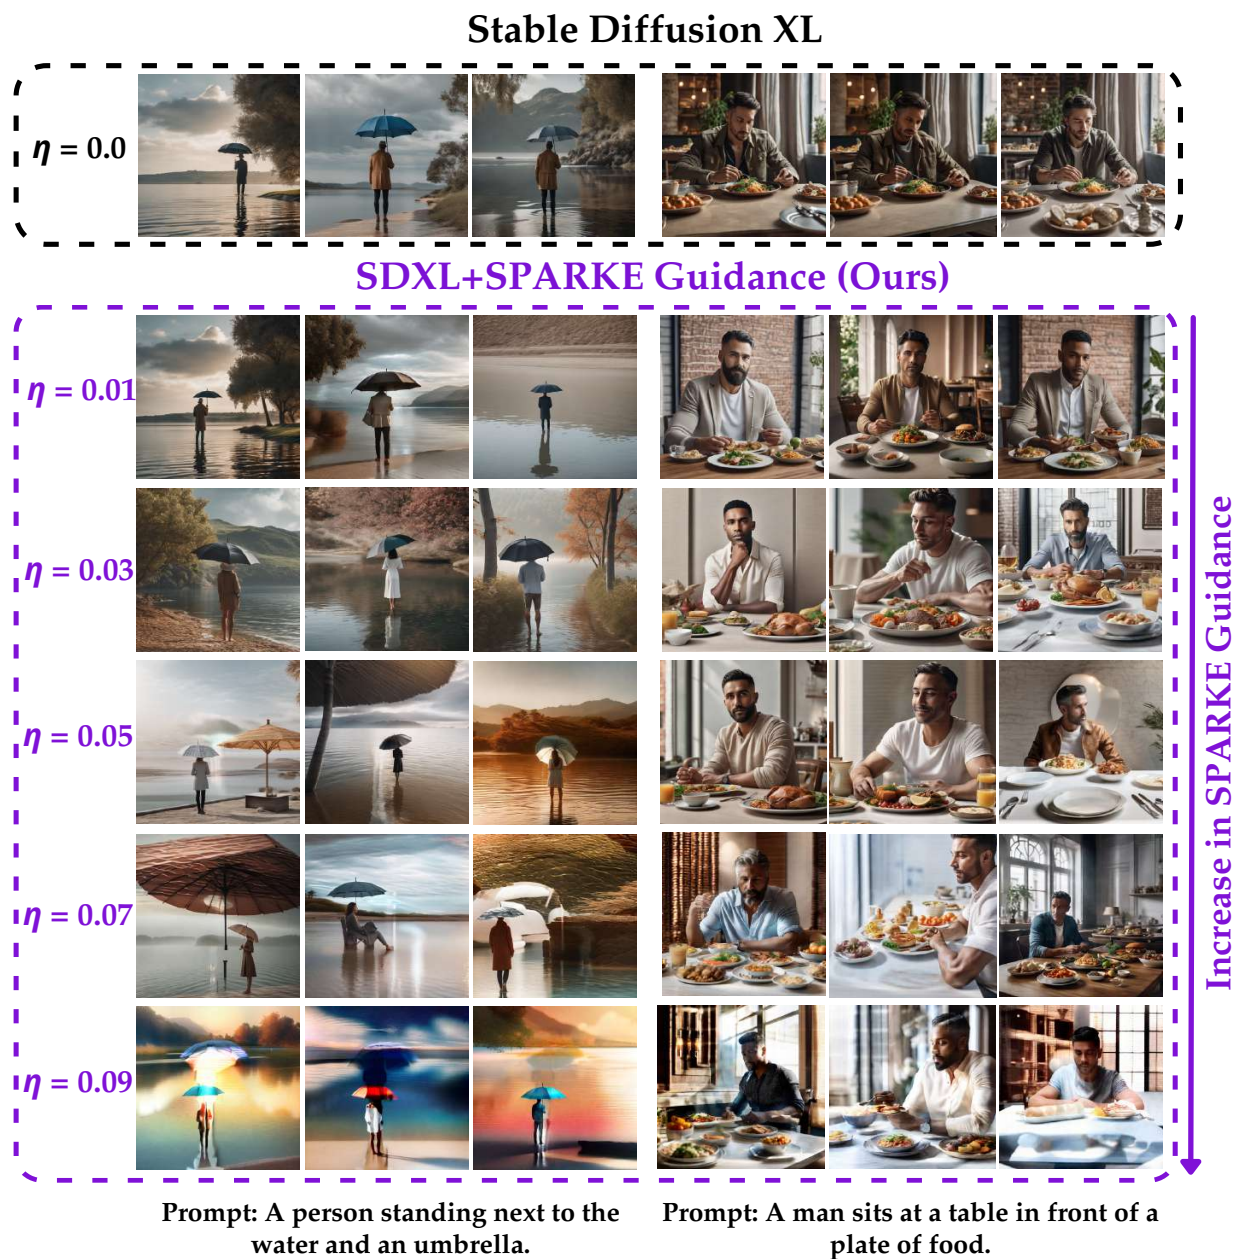 Stable Diffusion XL
η = 0.0
SDXL+SPARKE Guidance (Ours)
η = 0.01
η = 0.03
η = 0.05
η = 0.07
η = 0.09
Increase in SPARKE Guidance
Prompt: A person standing next to the
water and an umbrella.
Prompt: A man sits at a table in front of a
plate of food.